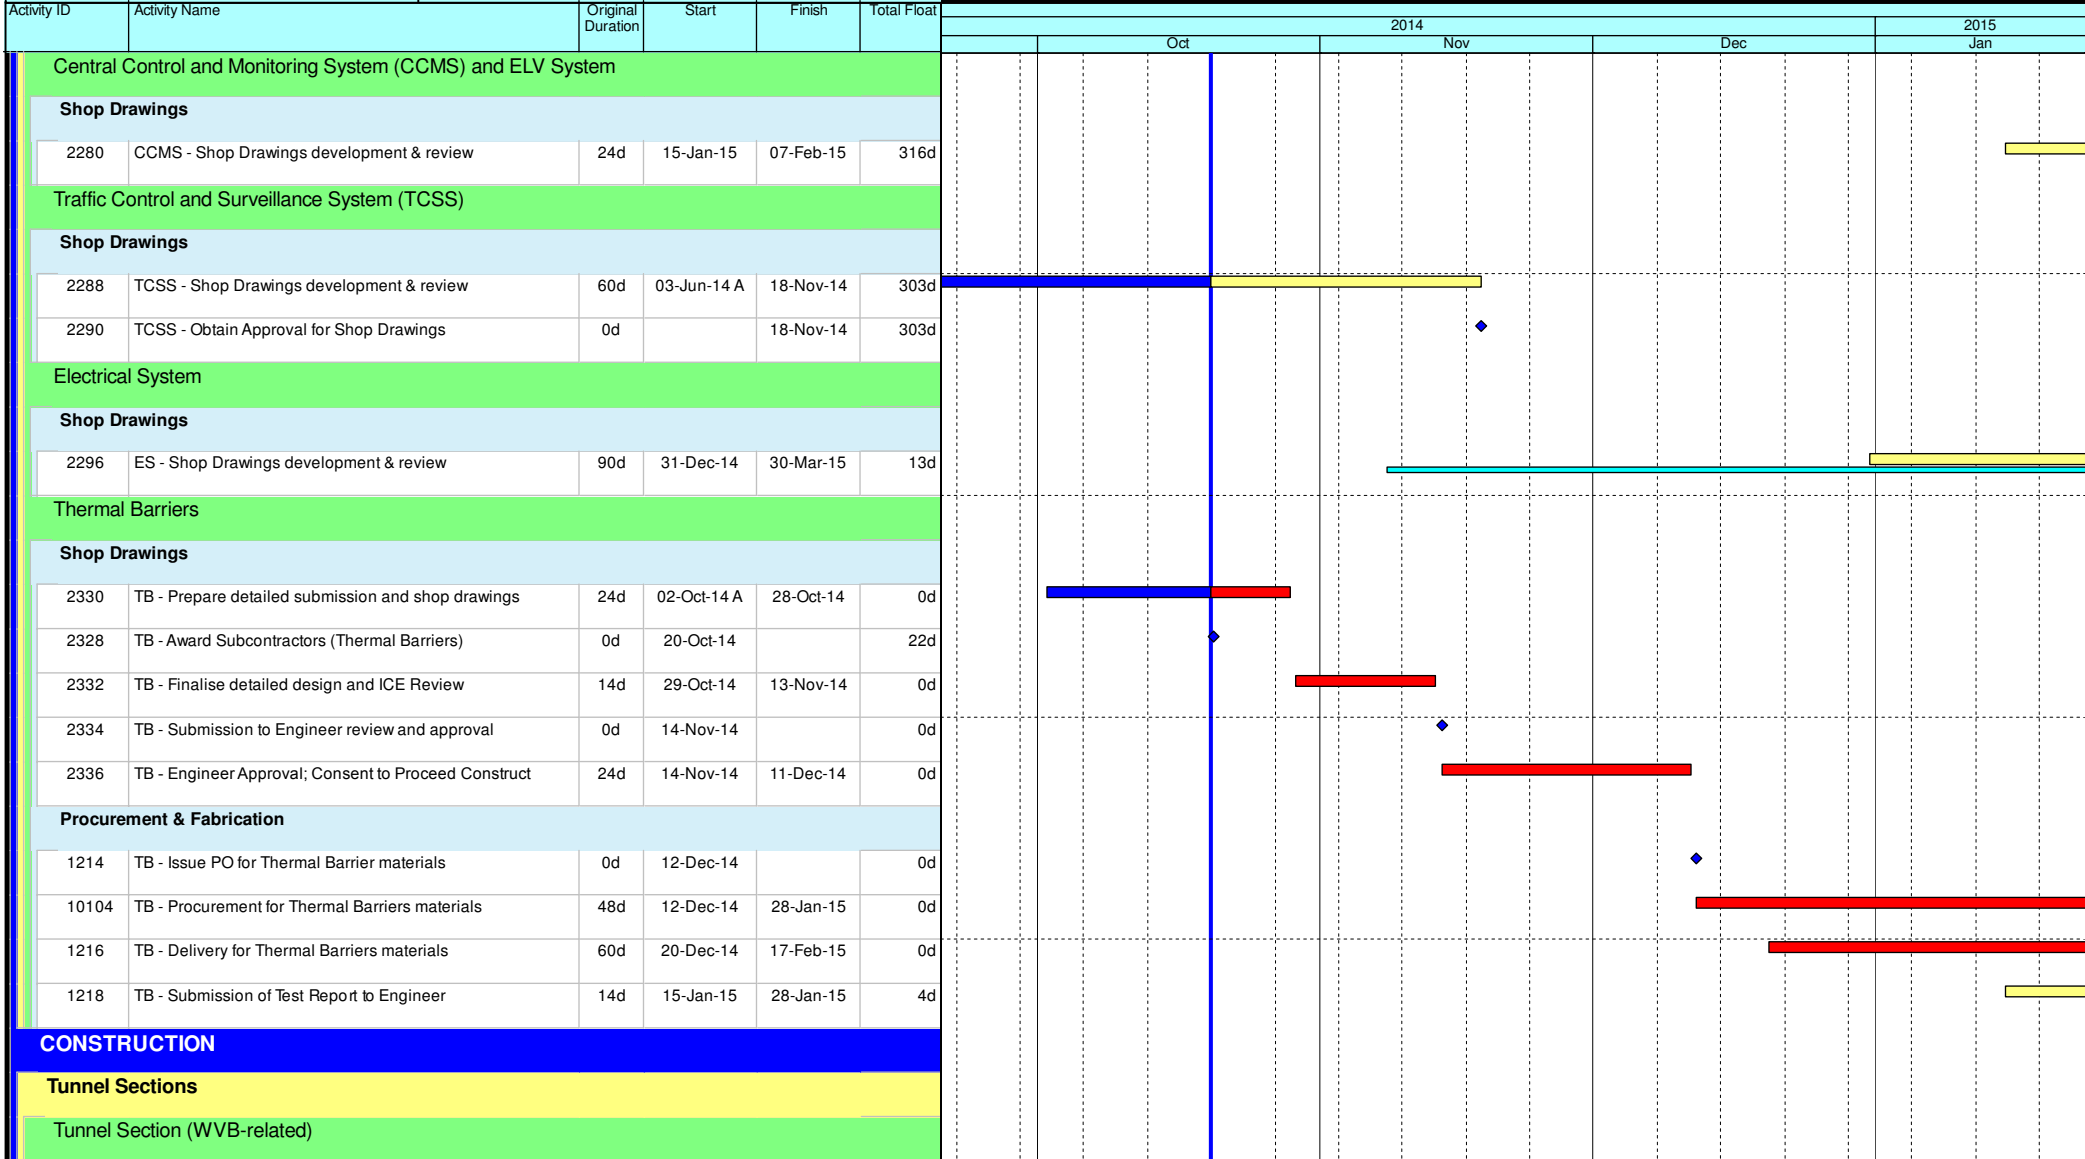 Activity ID Activity Name Original Duration Start Finish Total Float
2014 2015
Oct Nov Dec Jan
Central Control and Monitoring System (CCMS) and ELV System
Shop Drawings
2280 CCMS - Shop Drawings development & review 24d 15-Jan-15 07-Feb-15 316d
Traffic Control and Surveillance System (TCSS)
Shop Drawings
2288 TCSS - Shop Drawings development & review 60d 03-Jun-14 A 18-Nov-14 303d
2290 TCSS - Obtain Approval for Shop Drawings 0d 18-Nov-14 303d
Electrical System
Shop Drawings
2296 ES - Shop Drawings development & review 90d 31-Dec-14 30-Mar-15 13d
Thermal Barriers
Shop Drawings
2330 TB - Prepare detailed submission and shop drawings 24d 02-Oct-14 A 28-Oct-14 0d
2328 TB - Award Subcontractors (Thermal Barriers) 0d 20-Oct-14 22d
2332 TB - Finalise detailed design and ICE Review 14d 29-Oct-14 13-Nov-14 0d
2334 TB - Submission to Engineer review and approval 0d 14-Nov-14 0d
2336 TB - Engineer Approval; Consent to Proceed Construct 24d 14-Nov-14 11-Dec-14 0d
Procurement & Fabrication
1214 TB - Issue PO for Thermal Barrier materials 0d 12-Dec-14 0d
10104 TB - Procurement for Thermal Barriers materials 48d 12-Dec-14 28-Jan-15 0d
1216 TB - Delivery for Thermal Barriers materials 60d 20-Dec-14 17-Feb-15 0d
1218 TB - Submission of Test Report to Engineer 14d 15-Jan-15 28-Jan-15 4d
CONSTRUCTION
Tunnel Sections
Tunnel Section (WVB-related)